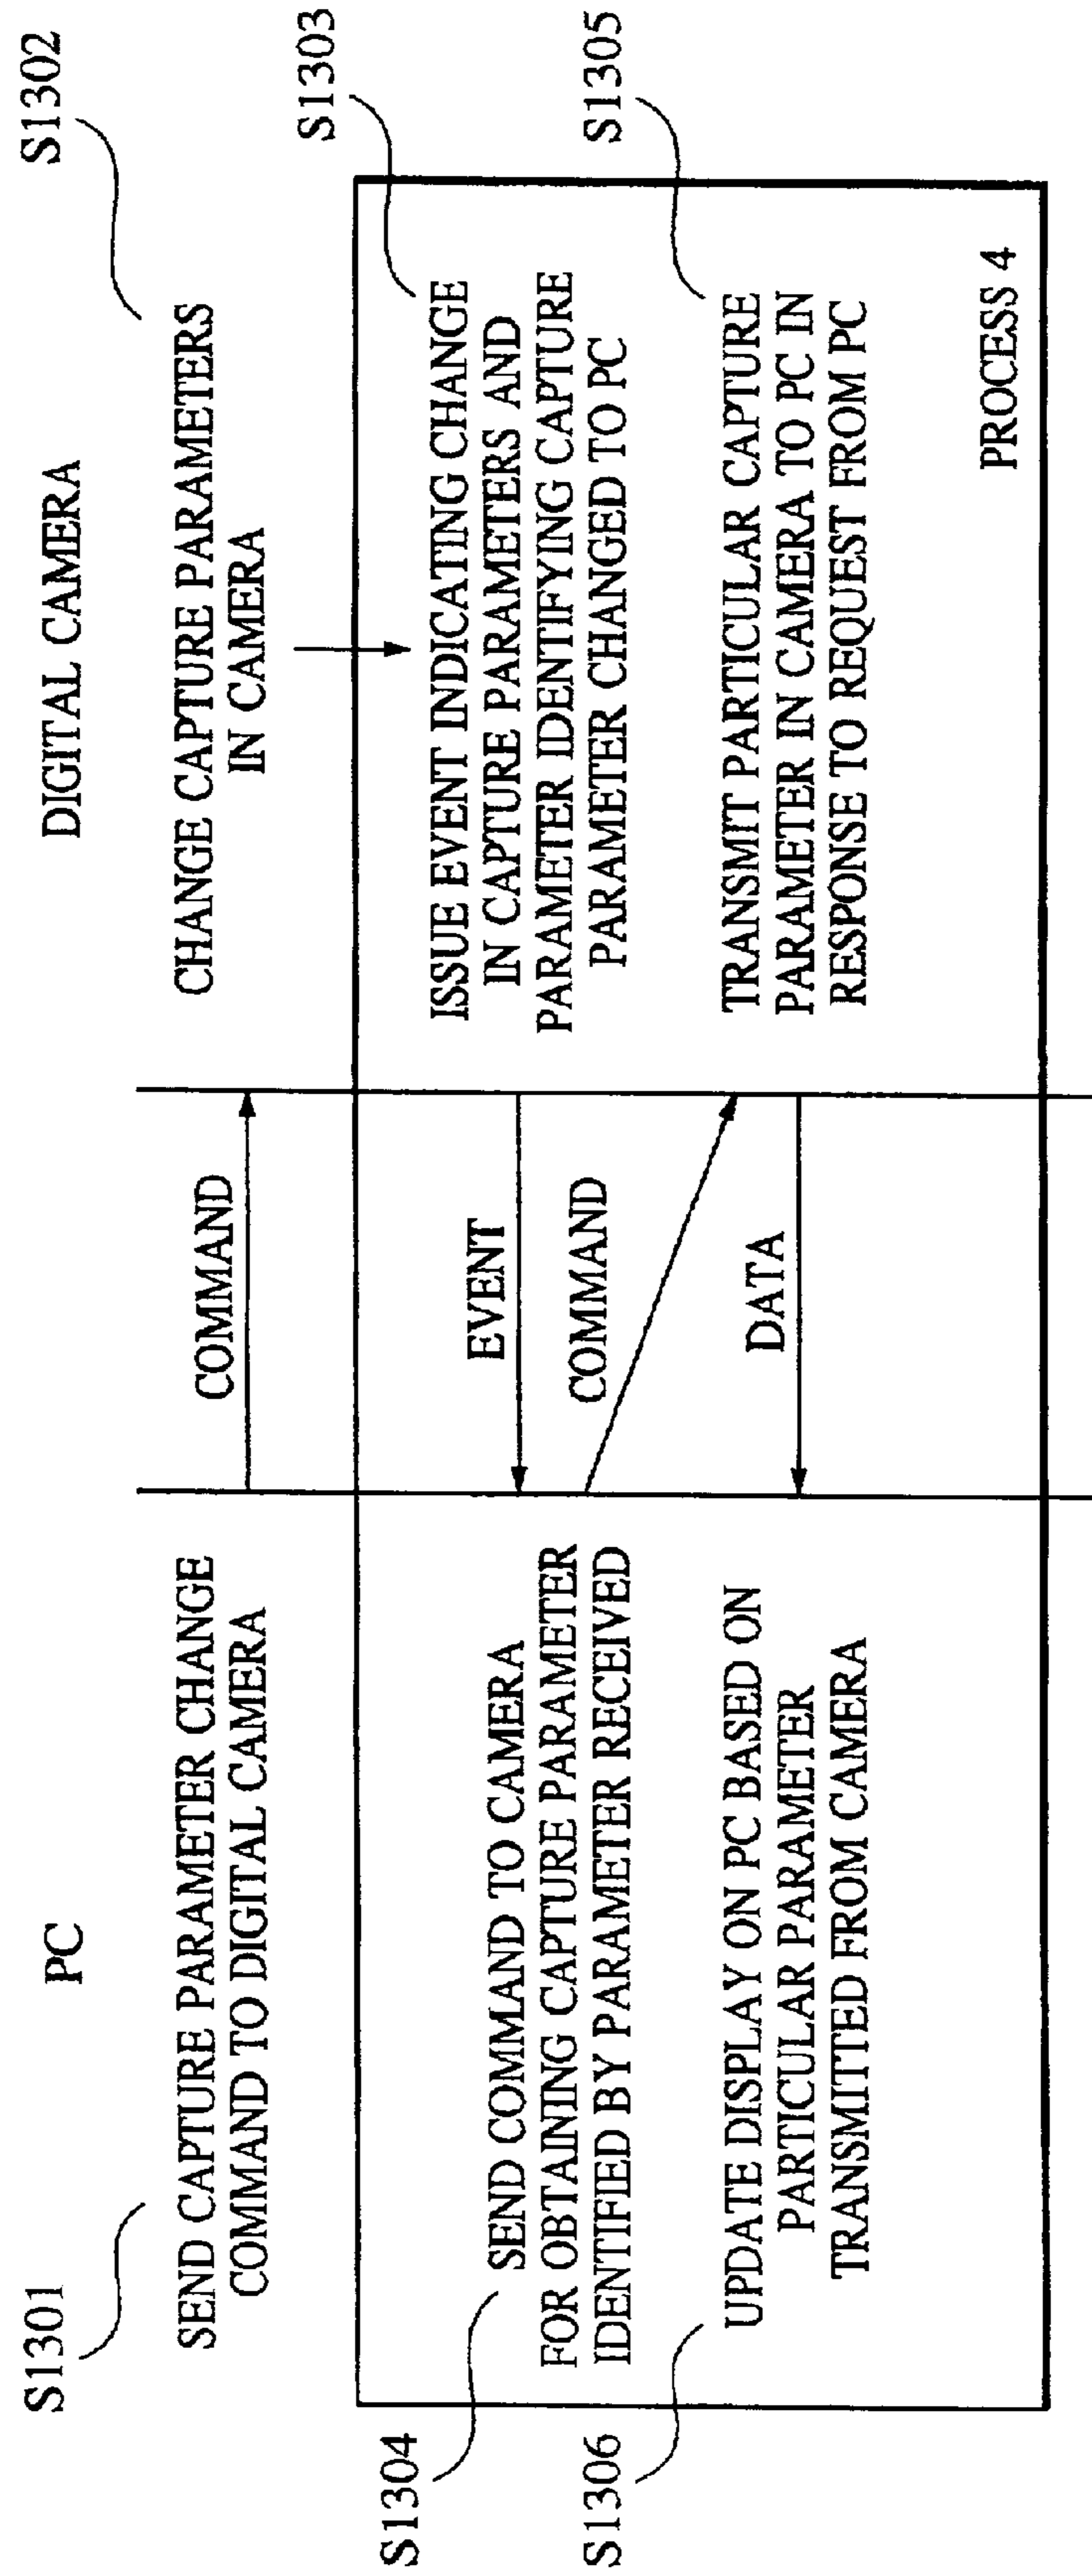 PC
DIGITAL CAMERA
S1301
SEND CAPTURE PARAMETER CHANGE
COMMAND TO DIGITAL CAMERA
COMMAND
S1302
CHANGE CAPTURE PARAMETERS
IN CAMERA
S1303
ISSUE EVENT INDICATING CHANGE
IN CAPTURE PARAMETERS AND
PARAMETER IDENTIFYING CAPTURE
PARAMETER CHANGED TO PC
EVENT
S1304
SEND COMMAND TO CAMERA
FOR OBTAINING CAPTURE PARAMETER
IDENTIFIED BY PARAMETER RECEIVED
COMMAND
S1305
TRANSMIT PARTICULAR CAPTURE
PARAMETER IN CAMERA TO PC IN
RESPONSE TO REQUEST FROM PC
DATA
S1306
UPDATE DISPLAY ON PC BASED ON
PARTICULAR PARAMETER
TRANSMITTED FROM CAMERA
PROCESS 4